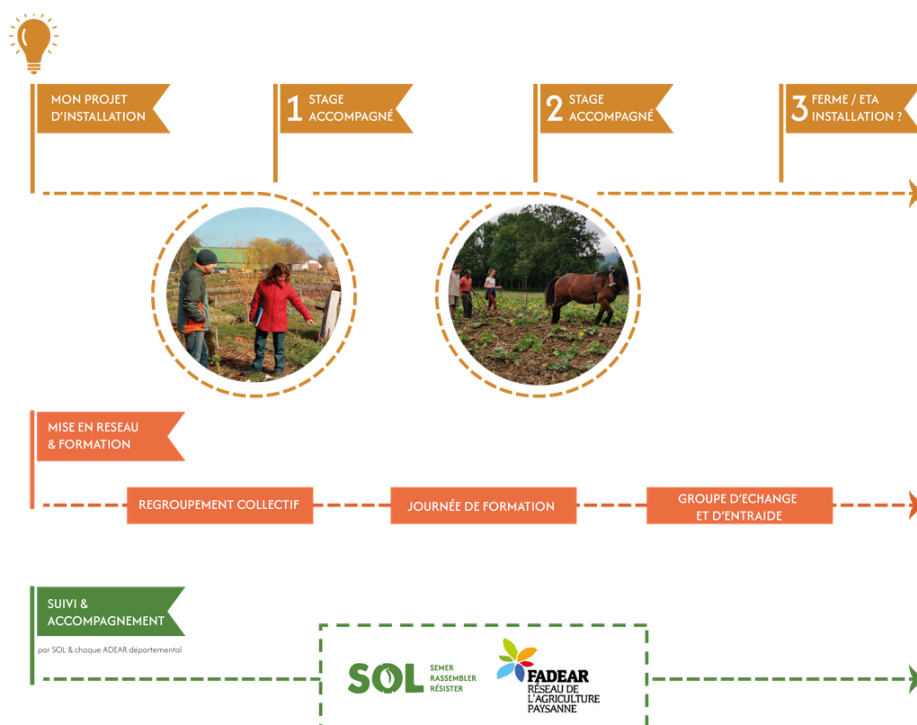 MON PROJET
D'INSTALLATION
1 STAGE
ACCOMPAGNÉ
2 STAGE
ACCOMPAGNÉ
3 FERME / ETA
INSTALLATION ?
MISE EN RESEAU
& FORMATION
REGROUPEMENT COLLECTIF
JOURNÉE DE FORMATION
GROUPE D'ECHANGE
ET D'ENTRAIDE
SUIVI &
ACCOMPAGNEMENT
par SOL & chaque ADEAR départemental
SOL
SEMER
RASSEMBLER
RÉSISTER
FADEAR
RÉSEAU DE
L'AGRICULTURE
PAYSANNE